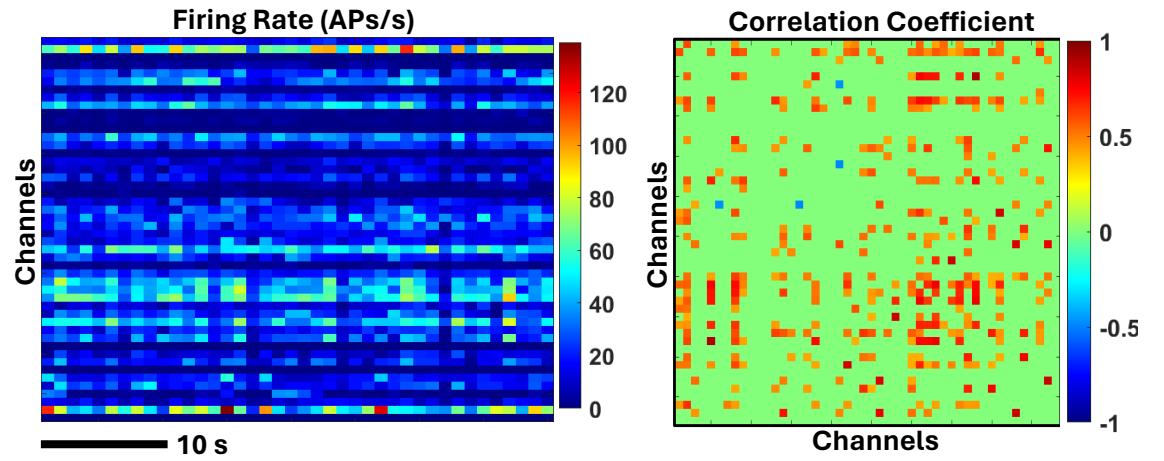 Firing Rate (APs/s)
Channels
120
100
80
60
40
20
0
10 s
Correlation Coefficient
Channels
1
0.5
0
-0.5
-1
Channels